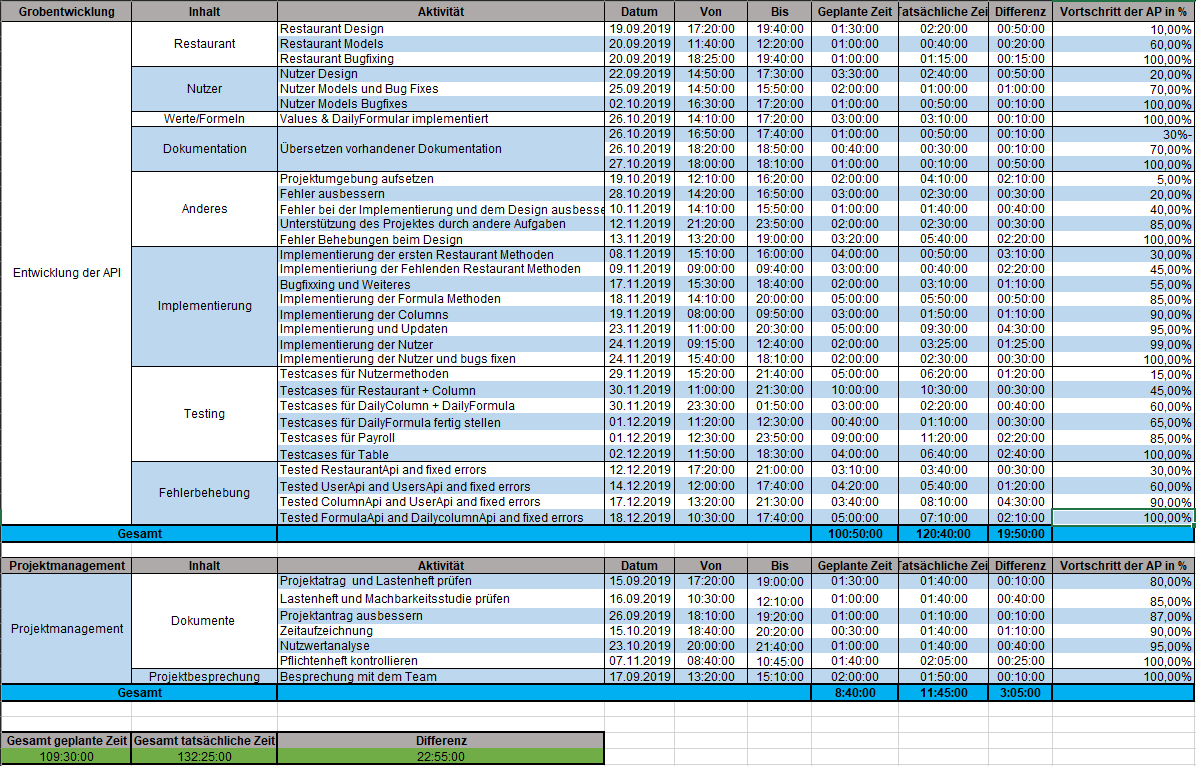 Grobentwicklung Inhalt Aktivität Datum Von Bis Geplante Zeit Tatsächliche Zei Differenz Vortschritt der AP in %
Entwicklung der API Restaurant Restaurant Design 19.09.2019 17:20:00 19:40:00 01:30:00 02:20:00 00:50:00 10,00%
Restaurant Models 20.09.2019 11:40:00 12:20:00 01:00:00 00:40:00 00:20:00 60,00%
Restaurant Bugfixing 20.09.2019 18:25:00 19:40:00 01:00:00 01:15:00 00:15:00 100,00%
Nutzer Nutzer Design 22.09.2019 14:50:00 17:30:00 03:30:00 02:40:00 00:50:00 20,00%
Nutzer Models und Bug Fixes 25.09.2019 14:50:00 15:50:00 02:00:00 01:00:00 01:00:00 70,00%
Nutzer Models Bugfixes 02.10.2019 16:30:00 17:20:00 01:00:00 00:50:00 00:10:00 100,00%
Werte/Formeln Values & DailyFormular implementiert 26.10.2019 14:10:00 17:20:00 03:00:00 03:10:00 00:10:00 100,00%
Dokumentation Übersetzen vorhandener Dokumentation 26.10.2019 16:50:00 17:40:00 01:00:00 00:50:00 00:10:00 30%-
26.10.2019 18:20:00 18:50:00 00:40:00 00:30:00 00:10:00 70,00%
27.10.2019 18:00:00 18:10:00 01:00:00 00:10:00 00:50:00 100,00%
Anderes Projektumgebung aufsetzen 19.10.2019 12:10:00 16:20:00 02:00:00 04:10:00 02:10:00 5,00%
Fehler ausbessern 28.10.2019 14:20:00 16:50:00 03:00:00 02:30:00 00:30:00 20,00%
Fehler bei der Implementierung und dem Design ausbesse 10.11.2019 14:10:00 15:50:00 01:00:00 01:40:00 00:40:00 40,00%
Unterstützung des Projektes durch andere Aufgaben 12.11.2019 21:20:00 23:50:00 02:00:00 02:30:00 00:30:00 85,00%
Fehler Behebungen beim Design 13.11.2019 13:20:00 19:00:00 03:20:00 05:40:00 02:20:00 100,00%
Implementierung Implementierung der ersten Restaurant Methoden 08.11.2019 15:10:00 16:00:00 04:00:00 00:50:00 03:10:00 30,00%
Implementieriung der Fehlenden Restaurant Methoden 09.11.2019 09:00:00 09:40:00 03:00:00 00:40:00 02:20:00 45,00%
Bugfixxing und Weiteres 17.11.2019 15:30:00 18:40:00 02:00:00 03:10:00 01:10:00 55,00%
Implementierung der Formula Methoden 18.11.2019 14:10:00 20:00:00 05:00:00 05:50:00 00:50:00 85,00%
Implementierung der Columns 19.11.2019 08:00:00 09:50:00 03:00:00 01:50:00 01:10:00 90,00%
Implementierung und Updaten 23.11.2019 11:00:00 20:30:00 05:00:00 09:30:00 04:30:00 95,00%
Implementierung der Nutzer 24.11.2019 09:15:00 12:40:00 02:00:00 03:25:00 01:25:00 99,00%
Implementierung der Nutzer und bugs fixen 24.11.2019 15:40:00 18:10:00 02:00:00 02:30:00 00:30:00 100,00%
Testing Testcases für Nutzermethoden 29.11.2019 15:20:00 21:40:00 05:00:00 06:20:00 01:20:00 15,00%
Testcases für Restaurant + Column 30.11.2019 11:00:00 21:30:00 10:00:00 10:30:00 00:30:00 45,00%
Testcases für DailyColumn + DailyFormula 30.11.2019 23:30:00 01:50:00 03:00:00 02:20:00 00:40:00 60,00%
Testcases für DailyFormula fertig stellen 01.12.2019 11:20:00 12:30:00 00:40:00 01:10:00 00:30:00 65,00%
Testcases für Payroll 01.12.2019 12:30:00 23:50:00 09:00:00 11:20:00 02:20:00 85,00%
Testcases für Table 02.12.2019 11:50:00 18:30:00 04:00:00 06:40:00 02:40:00 100,00%
Fehlerbehebung Tested RestaurantApi and fixed errors 12.12.2019 17:20:00 21:00:00 03:10:00 03:40:00 00:30:00 30,00%
Tested UserApi and UsersApi and fixed errors 14.12.2019 12:00:00 17:40:00 04:20:00 05:40:00 01:20:00 60,00%
Tested ColumnApi and UserApi and fixed errors 17.12.2019 13:20:00 21:30:00 03:40:00 08:10:00 04:30:00 90,00%
Tested FormulaApi and DailycolumnApi and fixed errors 18.12.2019 10:30:00 17:40:00 05:00:00 07:10:00 02:10:00 100,00%
Gesamt 100:50:00 120:40:00 19:50:00
Projektmanagement Inhalt Aktivität Datum Von Bis Geplante Zeit Tatsächliche Zei Differenz Vortschritt der AP in %
Projektmanagement Dokumente Projektatrag und Lastenheft prüfen 15.09.2019 17:20:00 19:00:00 01:30:00 01:40:00 00:10:00 80,00%
Lastenheft und Machbarkeitsstudie prüfen 16.09.2019 10:30:00 12:10:00 01:00:00 01:40:00 00:40:00 85,00%
Projektantrag ausbessern 26.09.2019 18:10:00 19:20:00 01:00:00 01:10:00 00:10:00 87,00%
Zeitaufzeichnung 15.10.2019 18:40:00 20:20:00 00:30:00 01:40:00 01:10:00 90,00%
Nutzwertanalyse 23.10.2019 20:00:00 21:40:00 01:00:00 01:40:00 00:40:00 95,00%
Pflichtenheft kontrollieren 07.11.2019 08:40:00 10:45:00 01:40:00 02:05:00 00:25:00 100,00%
Projektbesprechung Besprechung mit dem Team 17.09.2019 13:20:00 15:10:00 02:00:00 01:50:00 00:10:00 100,00%
Gesamt 8:40:00 11:45:00 3:05:00
Gesamt geplante Zeit Gesamt tatsächliche Zeit Differenz
109:30:00 132:25:00 22:55:00